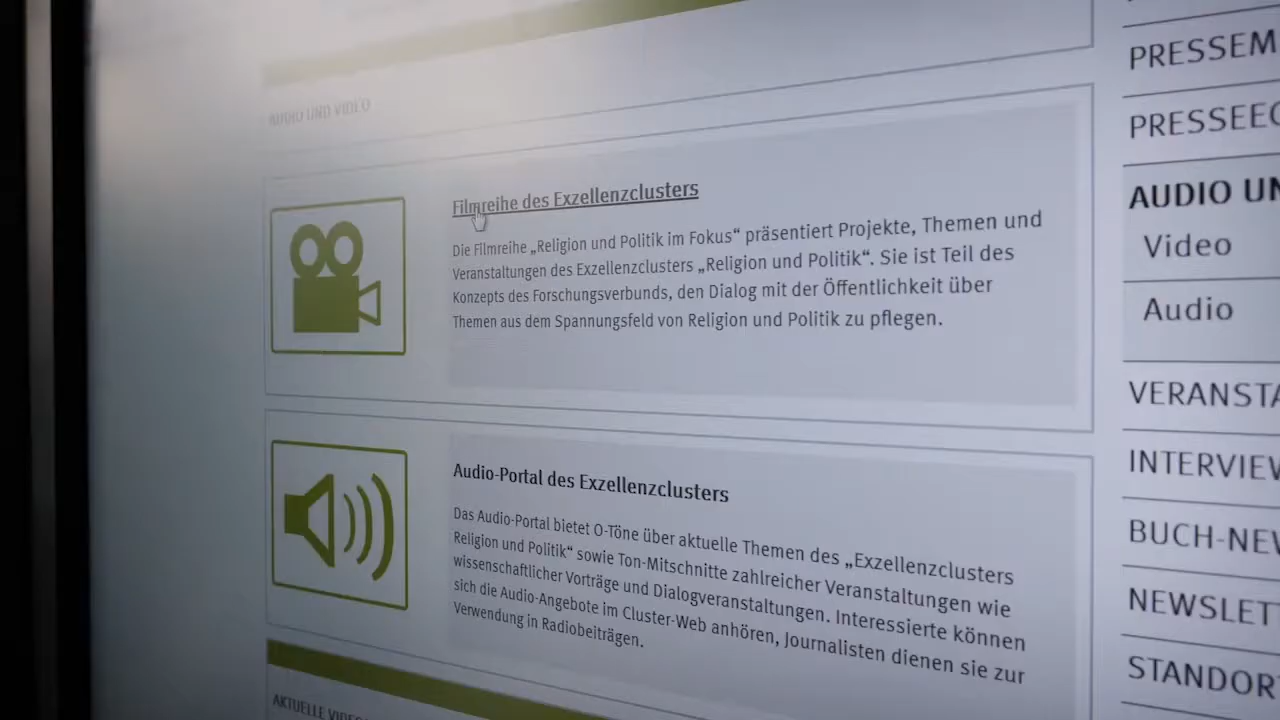 AUDIO UND VIDEO
Filmreihe des Exzellenzclusters
Die Filmreihe „Religion und Politik im Fokus“ präsentiert Projekte, Themen und
Veranstaltungen des Exzellenzclusters „Religion und Politik“. Sie ist Teil des
Konzepts des Forschungsverbunds, den Dialog mit der Öffentlichkeit über
Themen aus dem Spannungsfeld von Religion und Politik zu pflegen.
Audio-Portal des Exzellenzclusters
Das Audio-Portal bietet O-Töne über aktuelle Themen des „Exzellenzclusters
Religion und Politik“ sowie Ton-Mitschnitte zahlreicher Veranstaltungen wie
wissenschaftlicher Vorträge und Dialogveranstaltungen. Interessierte können
sich die Audio-Angebote im Cluster-Web anhören, Journalisten dienen sie zur
Verwendung in Radiobeiträgen.
AKTUELLE VIDEO
PRESSEM
PRESSEEC
AUDIO UN
Video
Audio
VERANSTA
INTERVIEW
BUCH-NEW
NEWSLETT
STANDOR